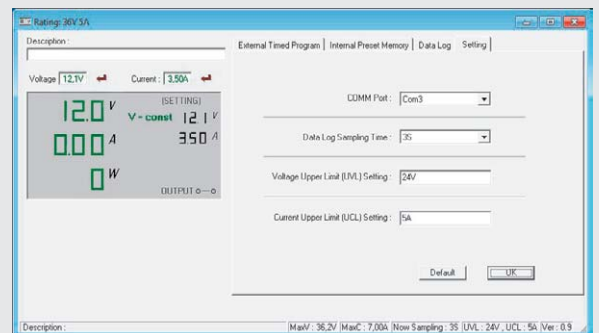 Rating: 36V 5A
Description :
External Timed Program | Internal Preset Memory | Data Log | Setting
Voltage 12,1V Current : 3,50A
(SETTING)
12.0 V V-const 12.1 V
0.00 A 3.50 A
0 W
OUTPUT
COMM Port : Com3
Data Log Sampling Time : 3S
Voltage Upper Limit (UVL) Setting : 24V
Current Upper Limit (UCL) Setting : 5A
Default UK
Description : MaxV : 36,2V MaxC : 7,00A Now Sampling : 3S UVL : 24V , UCL : 5A Ver : 0.9